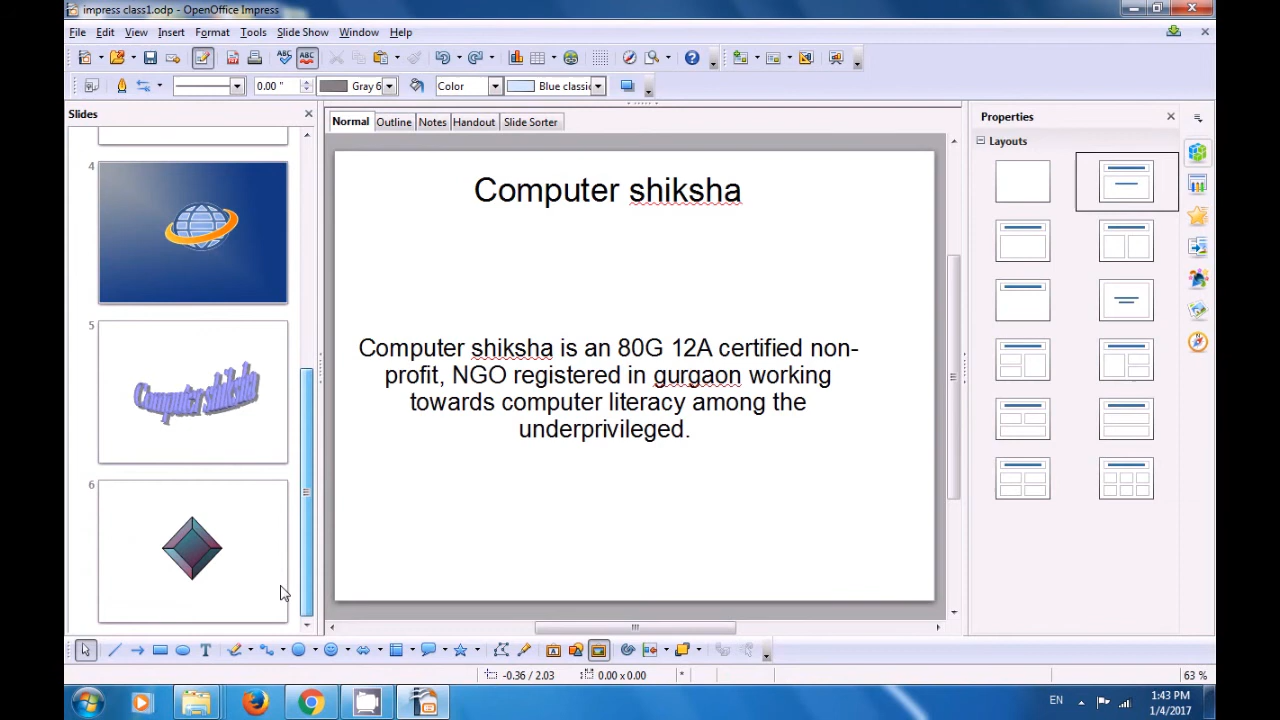 impress class1.odp - OpenOffice Impress
File Edit View Insert Format Tools Slide Show Window Help
0.00 " Gray 6 Color Blue classic
Slides
Normal Outline Notes Handout Slide Sorter
Properties
Layouts
4
5
Computer shiksha
6
Computer shiksha
Computer shiksha is an 80G 12A certified non-
profit, NGO registered in gurgaon working
towards computer literacy among the
underprivileged.
-0.36 / 2.03 0.00 x 0.00 * 63 %
EN 1:43 PM
1/4/2017